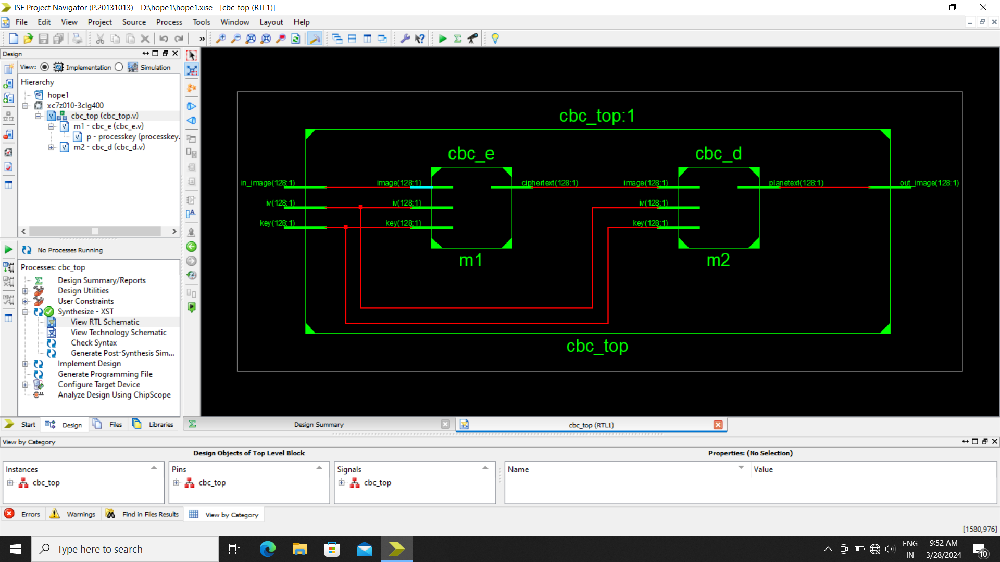 ISE Project Navigator (P.20131013) - D:\hope1\hope1.xise - [cbc_top (RTL1)]
File Edit View Project Source Process Tools Window Layout Help
»
Design
View: Implementation Simulation
Hierarchy
hope1
xc7z010-3clg400
cbc_top (cbc_top.v)
m1 - cbc_e (cbc_e.v)
p - processkey (processkey.
m2 - cbc_d (cbc_d.v)
No Processes Running
Processes: cbc_top
Design Summary/Reports
Design Utilities
User Constraints
Synthesize - XST
View RTL Schematic
View Technology Schematic
Check Syntax
Generate Post-Synthesis Sim...
Implement Design
Generate Programming File
Configure Target Device
Analyze Design Using ChipScope
Start Design Files Libraries
cbc_top:1
cbc_e cbc_d
in_image(128:1) image(128:1) ciphertext(128:1) image(128:1) planetext(128:1) out_image(128:1)
iv(128:1) iv(128:1) iv(128:1)
key(128:1) key(128:1) key(128:1)
m1 m2
cbc_top
Design Summary cbc_top (RTL1)
View by Category
Design Objects of Top Level Block Properties: (No Selection)
Instances Pins Signals Name Value
cbc_top cbc_top cbc_top
Errors Warnings Find in Files Results View by Category
[1580,976]
Type here to search
ENG
IN
9:52 AM
3/28/2024
10